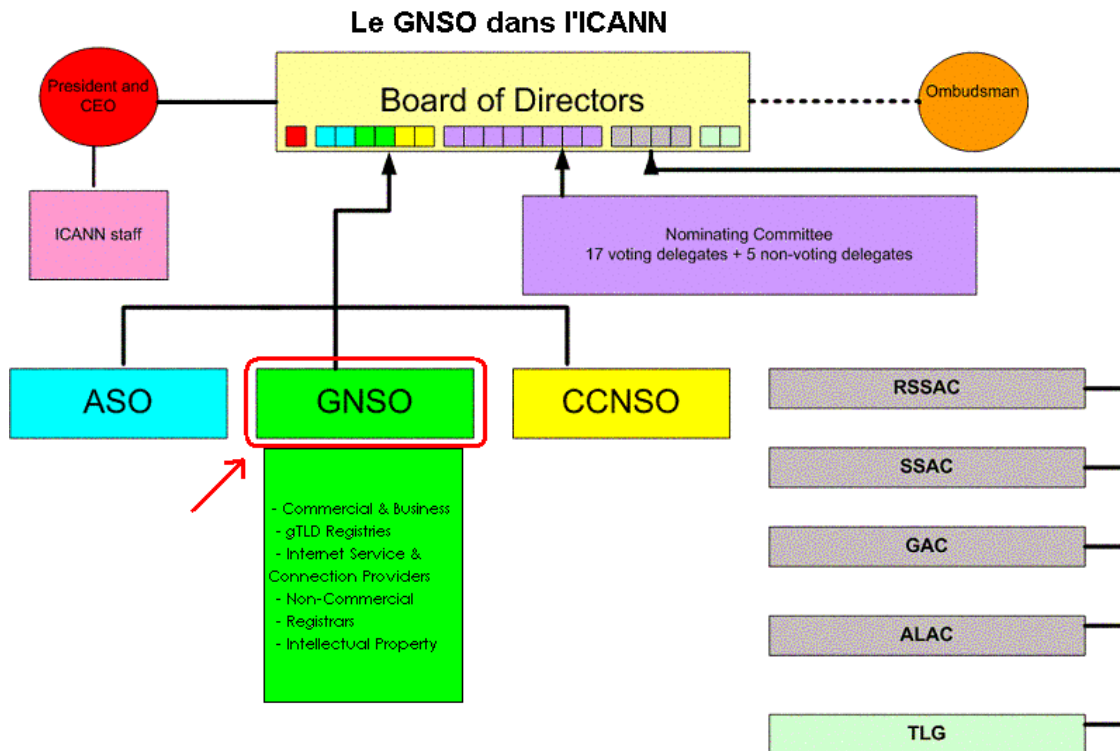 Le GNSO dans l'ICANN
President and
CEO
Board of Directors
Ombudsman
ICANN staff
Nominating Committee
17 voting delegates + 5 non-voting delegates
ASO
GNSO
CCNSO
- Commercial & Business
- gTLD Registries
- Internet Service &
Connection Providers
- Non-Commercial
- Registrars
- Intellectual Property
RSSAC
SSAC
GAC
ALAC
TLG